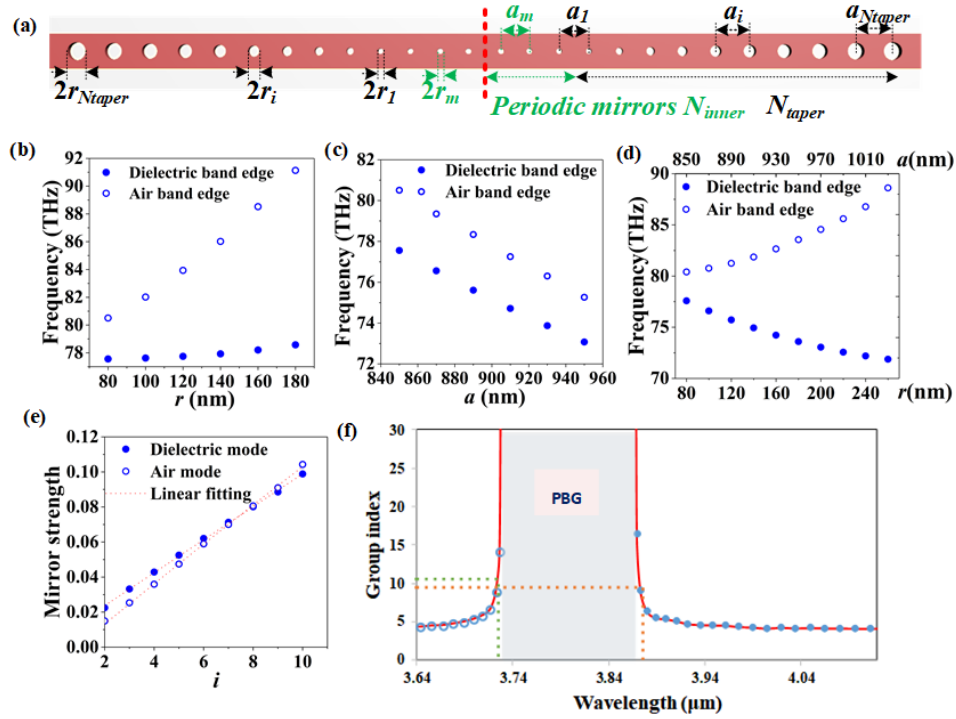 (a)
a_m a_1 a_i a_Ntaper
2r_Ntaper 2r_i 2r_1 2r_m Periodic mirrors N_inner N_taper
(b)
92
90
88
86
84
82
80
78
Frequency (THz)
Dielectric band edge
Air band edge
80 100 120 140 160 180
r (nm)
(c)
82
80
78
76
74
72
Frequency (THz)
Dielectric band edge
Air band edge
840 860 880 900 920 940 960
a (nm)
(d)
850 890 930 970 1010 a(nm)
90
85
80
75
70
Frequency(THz)
Dielectric band edge
Air band edge
80 120 160 200 240 r(nm)
(e)
0.12
0.10
0.08
0.06
0.04
0.02
0.00
Mirror strength
Dielectric mode
Air mode
Linear fitting
2 4 6 8 10
i
(f)
30
25
20
15
10
5
0
Group index
PBG
3.64 3.74 3.84 3.94 4.04
Wavelength (μm)